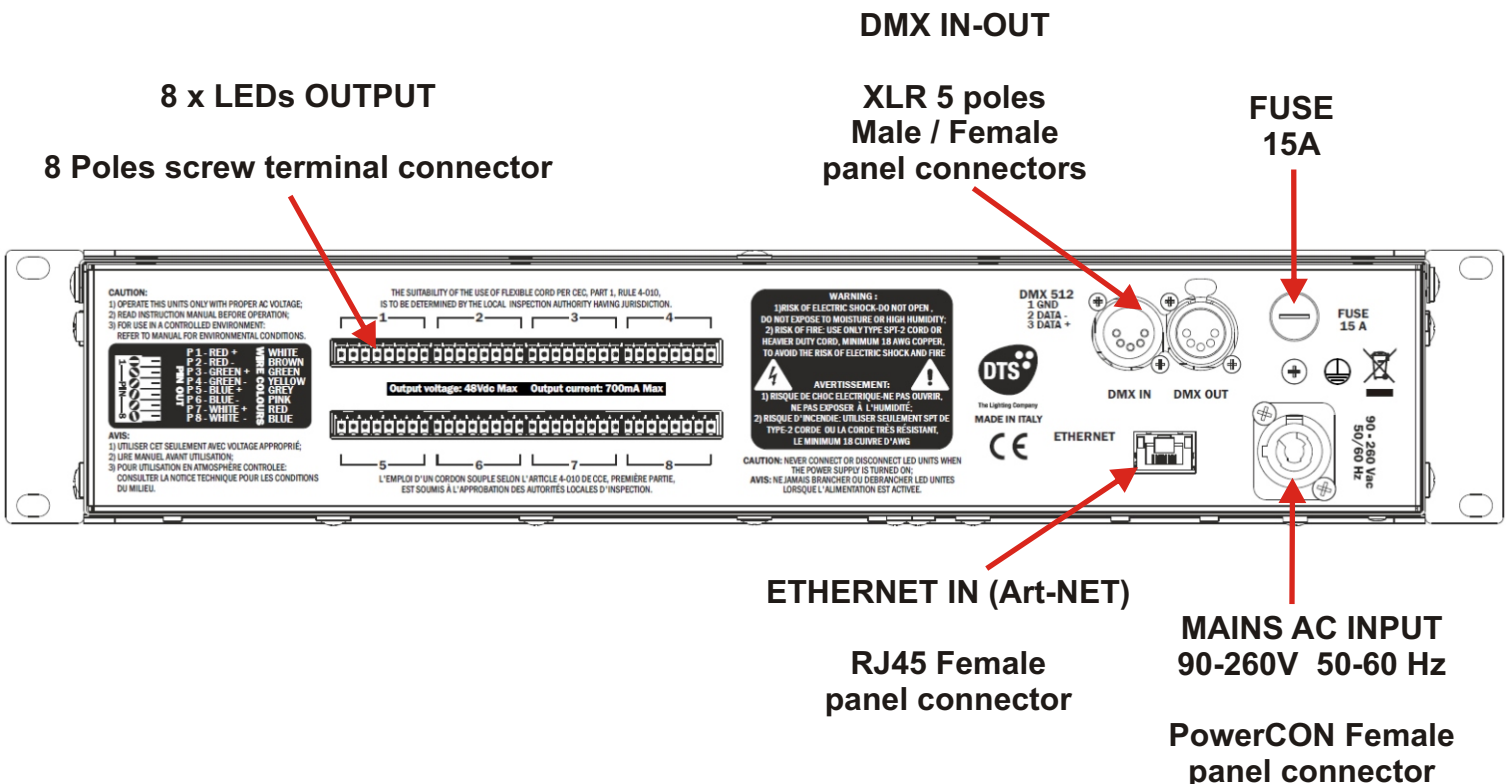 DMX IN-OUT
XLR 5 poles
Male / Female
panel connectors
8 x LEDs OUTPUT
8 Poles screw terminal connector
FUSE
15A
CAUTION:
1) OPERATE THIS UNITS ONLY WITH PROPER AC VOLTAGE;
2) READ INSTRUCTION MANUAL BEFORE OPERATION;
3) FOR USE IN A CONTROLLED ENVIRONMENT:
REFER TO MANUAL FOR ENVIRONMENTAL CONDITIONS.
1—PIN—8
PIN OUT
P 1 - RED +
P 2 - RED -
P 3 - GREEN +
P 4 - GREEN -
P 5 - BLUE +
P 6 - BLUE -
P 7 - WHITE +
P 8 - WHITE -
WIRE COLOURS
WHITE
BROWN
GREEN
YELLOW
GREY
PINK
RED
BLUE
AVIS:
1) UTILISER CET SEULEMENT AVEC VOLTAGE APPROPRIÉ;
2) LIRE MANUEL AVANT UTILISATION;
3) POUR UTILISATION EN ATMOSPHÈRE CONTROLEE:
CONSULTER LA NOTICE TECHNIQUE POUR LES CONDITIONS
DU MILIEU.
THE SUITABILITY OF THE USE OF FLEXIBLE CORD PER CEC, PART 1, RULE 4-010,
IS TO BE DETERMINED BY THE LOCAL INSPECTION AUTHORITY HAVING JURISDICTION.
1 2 3 4
Output voltage: 48Vdc Max Output current: 700mA Max
5 6 7 8
L'EMPLOI D'UN CORDON SOUPLE SELON L'ARTICLE 4-010 DE CCE, PREMIÈRE PARTIE,
EST SOUMIS À L'APPROBATION DES AUTORITÉS LOCALES D'INSPECTION.
WARNING :
1)RISK OF ELECTRIC SHOCK-DO NOT OPEN ,
DO NOT EXPOSE TO MOISTURE OR HIGH HUMIDITY;
2) RISK OF FIRE: USE ONLY TYPE SPT-2 CORD OR
HEAVIER DUTY CORD, MINIMUM 18 AWG COPPER,
TO AVOID THE RISK OF ELECTRIC SHOCK AND FIRE
AVERTISSEMENT:
1) RISQUE DE CHOC ELECTRIQUE-NE PAS OUVRIR,
NE PAS EXPOSER À L'HUMIDITÉ;
2) RISQUE D'INCENDIE: UTILISER SEULEMENT SPT DE
TYPE-2 CORDE OU LA CORDE TRÈS RÉSISTANT,
LE MINIMUM 18 CUIVRE D'AWG
CAUTION: NEVER CONNECT OR DISCONNECT LED UNITS WHEN
THE POWER SUPPLY IS TURNED ON;
AVIS: NE JAMAIS BRANCHER OU DEBRANCHER LED UNITES
LORSQUE L'ALIMENTATION EST ACTIVEE.
DTS
The Lighting Company
MADE IN ITALY
CE
DMX 512
1 GND
2 DATA -
3 DATA +
DMX IN DMX OUT
ETHERNET
FUSE
15 A
90 - 260 Vac
50/60 Hz
ETHERNET IN (Art-NET)
RJ45 Female
panel connector
MAINS AC INPUT
90-260V 50-60 Hz
PowerCON Female
panel connector